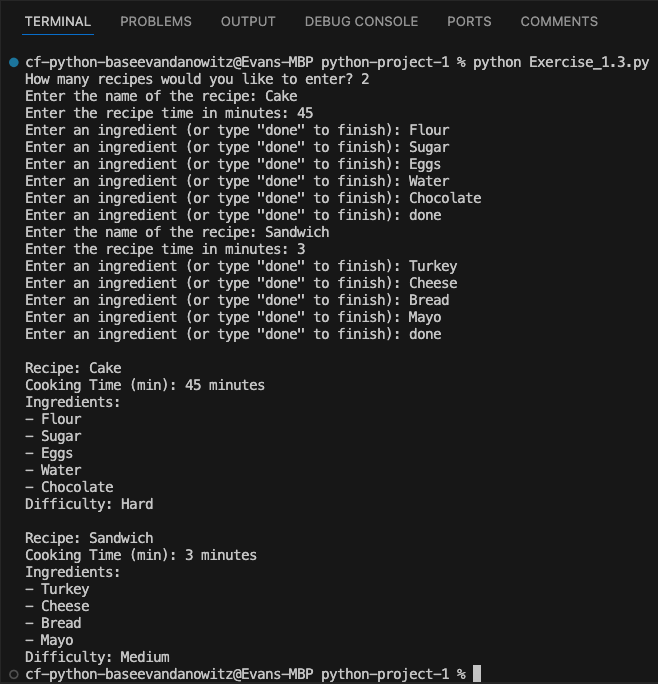 TERMINAL PROBLEMS OUTPUT DEBUG CONSOLE PORTS COMMENTS
cf-python-baseevandanowitz@Evans-MBP python-project-1 % python Exercise_1.3.py
How many recipes would you like to enter? 2
Enter the name of the recipe: Cake
Enter the recipe time in minutes: 45
Enter an ingredient (or type "done" to finish): Flour
Enter an ingredient (or type "done" to finish): Sugar
Enter an ingredient (or type "done" to finish): Eggs
Enter an ingredient (or type "done" to finish): Water
Enter an ingredient (or type "done" to finish): Chocolate
Enter an ingredient (or type "done" to finish): done
Enter the name of the recipe: Sandwich
Enter the recipe time in minutes: 3
Enter an ingredient (or type "done" to finish): Turkey
Enter an ingredient (or type "done" to finish): Cheese
Enter an ingredient (or type "done" to finish): Bread
Enter an ingredient (or type "done" to finish): Mayo
Enter an ingredient (or type "done" to finish): done

Recipe: Cake
Cooking Time (min): 45 minutes
Ingredients:
- Flour
- Sugar
- Eggs
- Water
- Chocolate
Difficulty: Hard

Recipe: Sandwich
Cooking Time (min): 3 minutes
Ingredients:
- Turkey
- Cheese
- Bread
- Mayo
Difficulty: Medium
cf-python-baseevandanowitz@Evans-MBP python-project-1 %